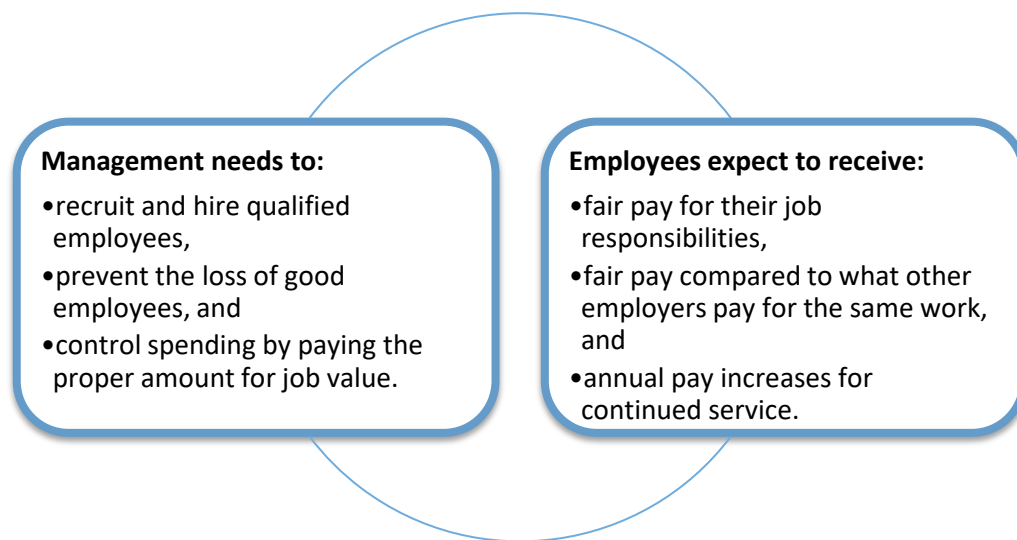 Management needs to:
•recruit and hire qualified
employees,
•prevent the loss of good
employees, and
•control spending by paying the
proper amount for job value.
Employees expect to receive:
•fair pay for their job
responsibilities,
•fair pay compared to what other
employers pay for the same work,
and
•annual pay increases for
continued service.